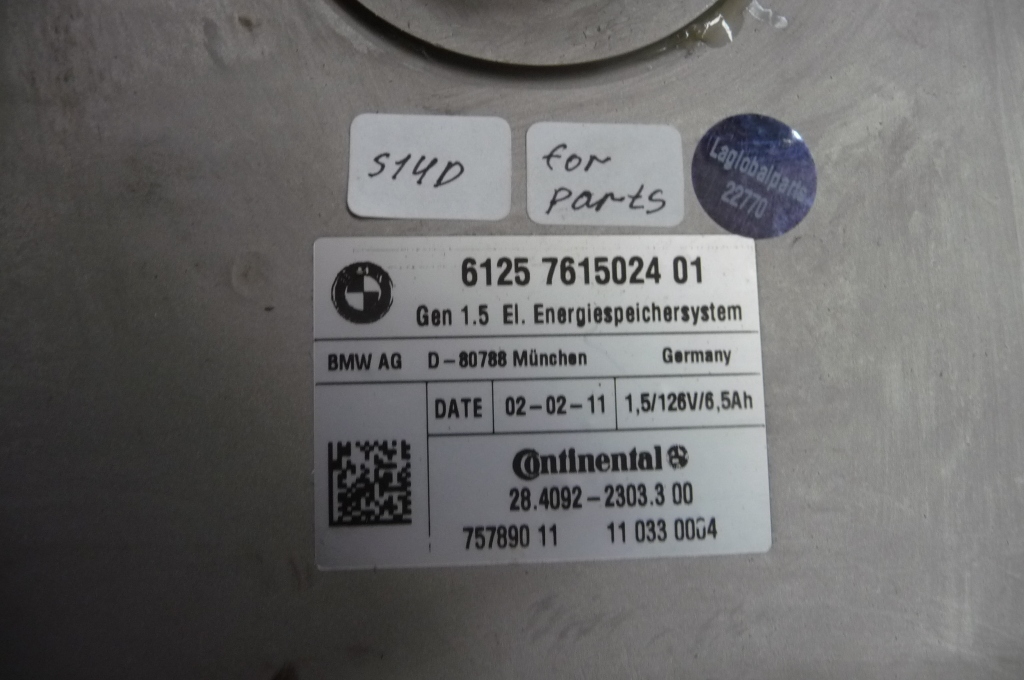 S14D
for
parts
Laglobalparts
22770
6125 7615024 01
Gen 1.5 El. Energiespeichersystem
BMW AG D-80788 München Germany
DATE 02-02-11 1,5/126V/6,5Ah
Continental
28.4092-2303.3 00
757890 11 11 033 0004